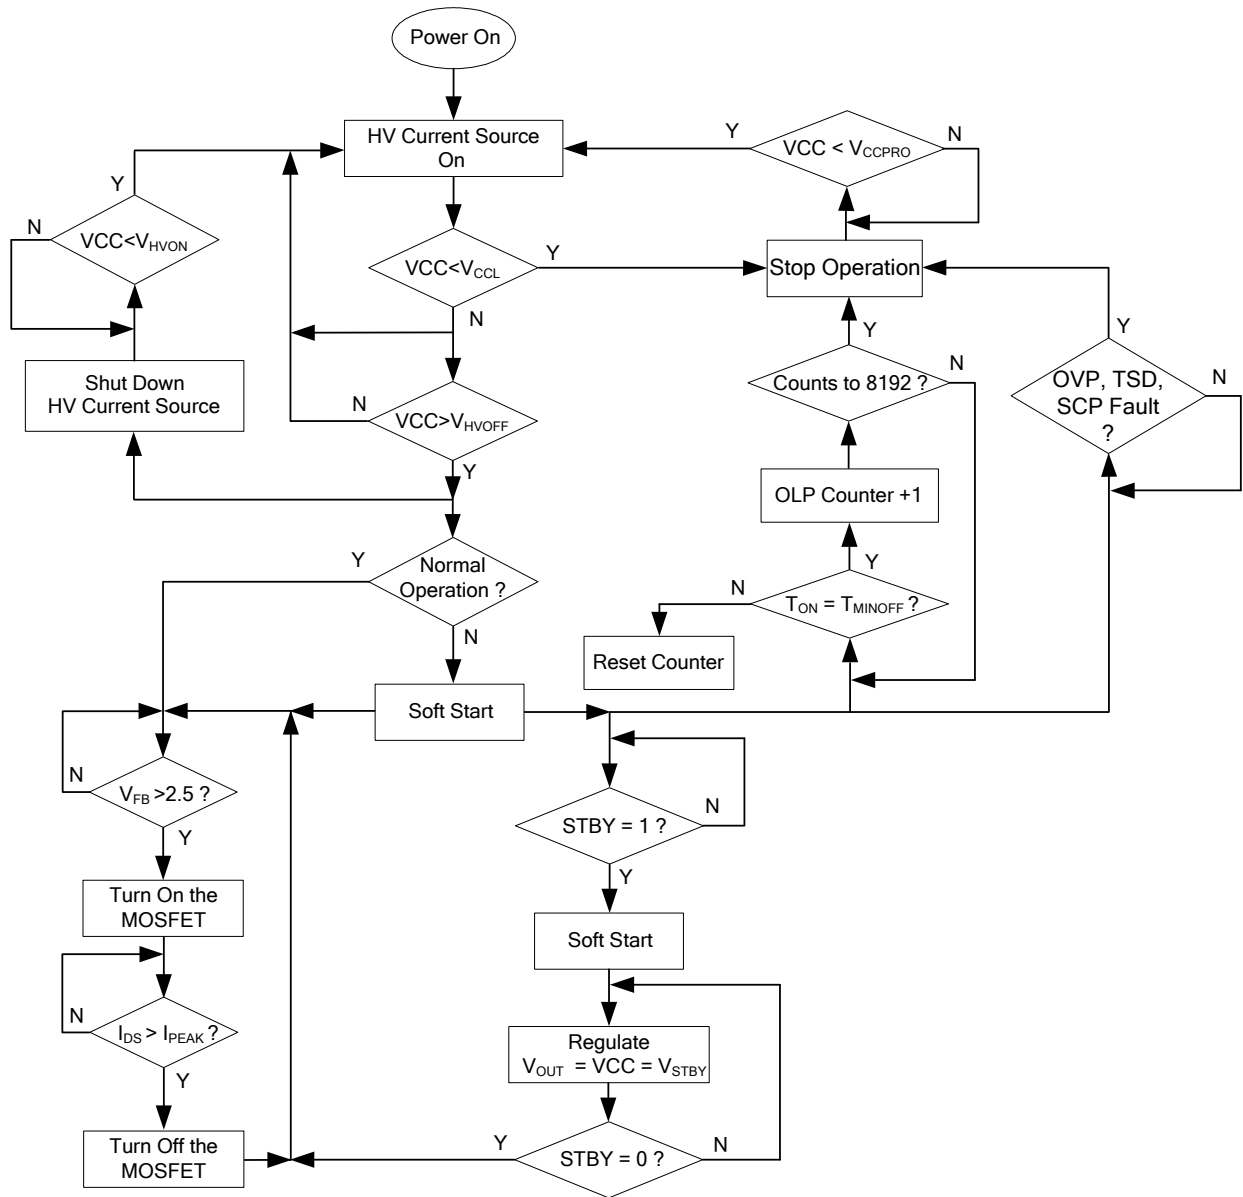 Power On
HV Current Source
On
Y
VCC < VCCPRO
N
Y
N
VCC<VHVON
VCC<VCCL
Y
Stop Operation
N
Y
Y
Shut Down
HV Current Source
N
VCC>VHVOFF
Y
Counts to 8192 ?
N
OVP, TSD,
SCP Fault
?
N
OLP Counter +1
Y
Normal
Operation ?
N
N
Y
TON = TMINOFF ?
Reset Counter
Soft Start
N
VFB >2.5 ?
Y
STBY = 1 ?
N
Y
Turn On the
MOSFET
Soft Start
N
IDS > IPEAK ?
Y
Regulate
VOUT = VCC = VSTBY
Turn Off the
MOSFET
Y
STBY = 0 ?
N